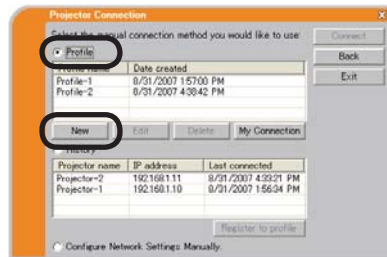 Projector Connection
Select the manual connection method you would like to use
Connect
Profile
Back
Profile name Date created
Exit
Profile-1 8/31/2007 1:57:00 PM
Profile-2 8/31/2007 4:38:42 PM
New Edit Delete My Connection
History
Projector name IP address Last connected
Projector-2 192.168.1.11 8/31/2007 4:33:21 PM
Projector-1 192.168.1.10 8/31/2007 1:56:34 PM
Register to profile
Configure Network Settings Manually.